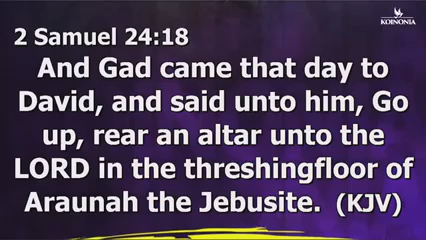 KOINONIA
2 Samuel 24:18
And Gad came that day to
David, and said unto him, Go
up, rear an altar unto the
LORD in the threshingfloor of
Araunah the Jebusite. (KJV)